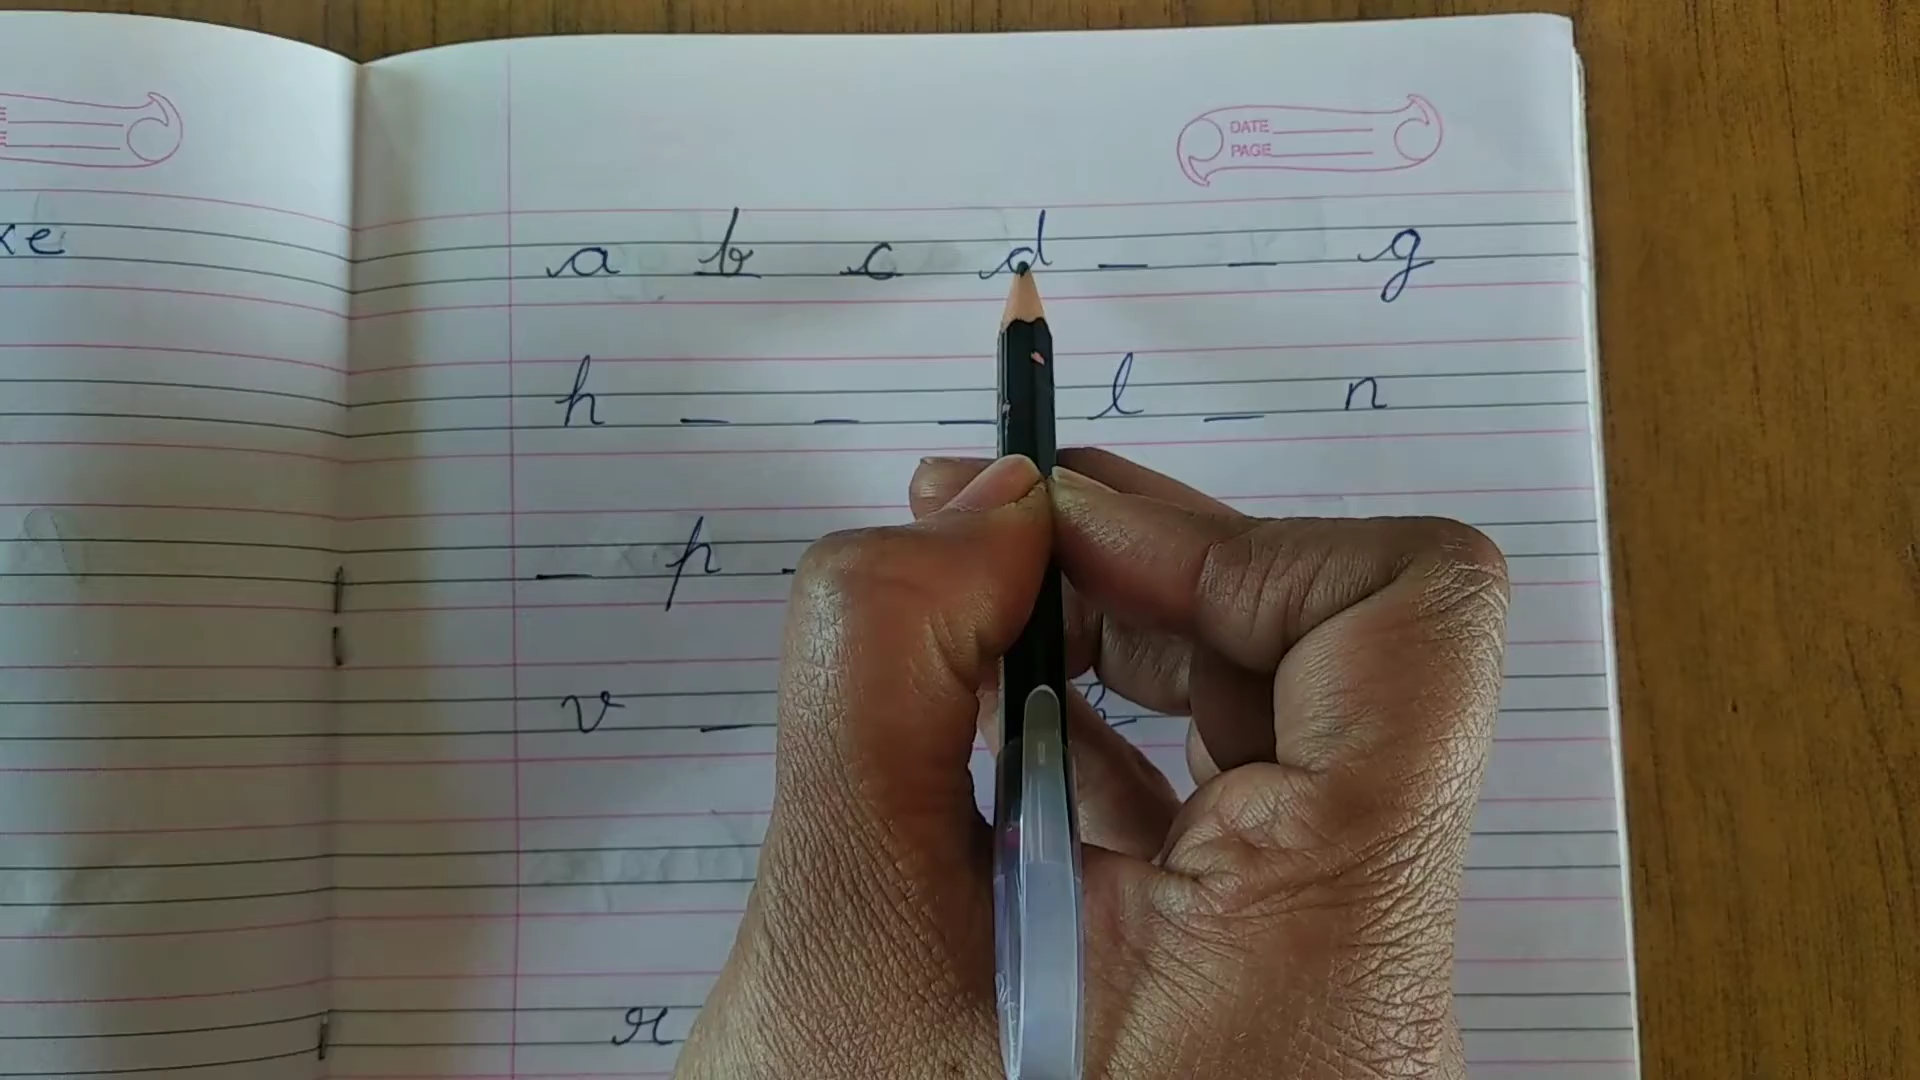 xe
DATE
PAGE
a b c d _ _ g
h _ _ _ l _ n
_ p _
v _
r